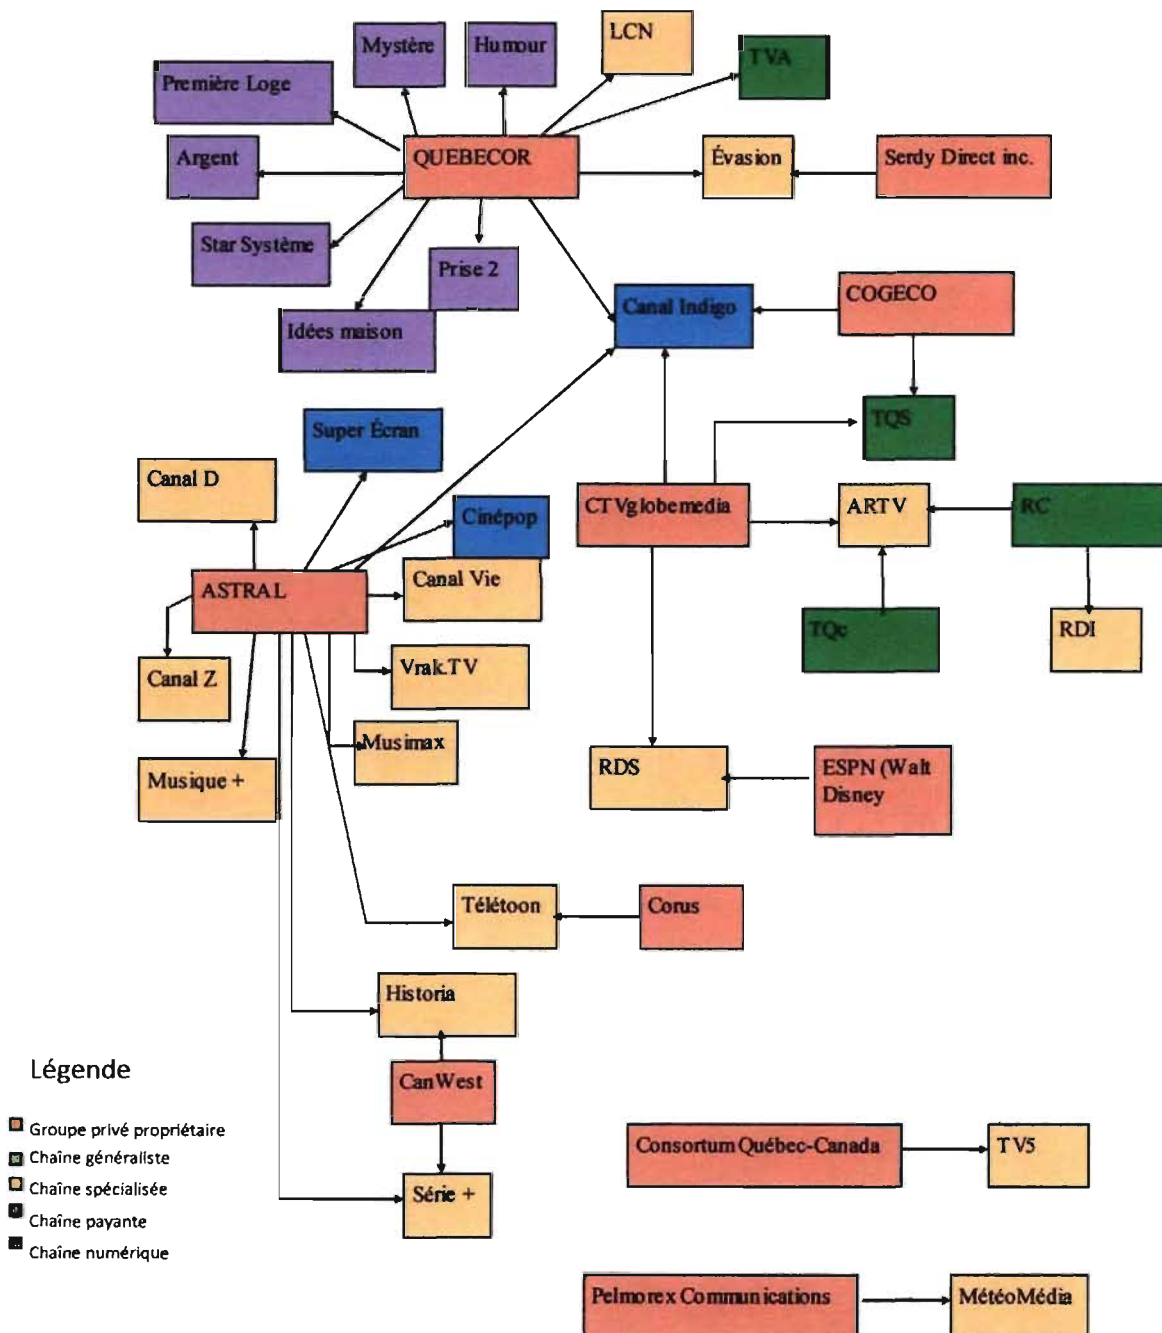 LCN
Mystère
Humour
TVA
Première Loge
Argent
QUEBECOR
Évasion
Serdy Direct inc.
Star Système
Prise 2
Idées maison
Canal Indigo
COGECO
Super Écran
TQS
Canal D
Cinépop
CTVglobemedia
ARTV
RC
ASTRAL
Canal Vie
TQc
RDI
Canal Z
Vrak.TV
Musimax
Musique +
RDS
ESPN (Walt
Disney
Télétoon
Corus
Historia
CanWest
Série +
Consortum Québec-Canada
TV5
Pelmorex Communications
MétéoMédia
Légende
Groupe privé propriétaire
Chaîne généraliste
Chaîne spécialisée
Chaîne payante
Chaîne numérique